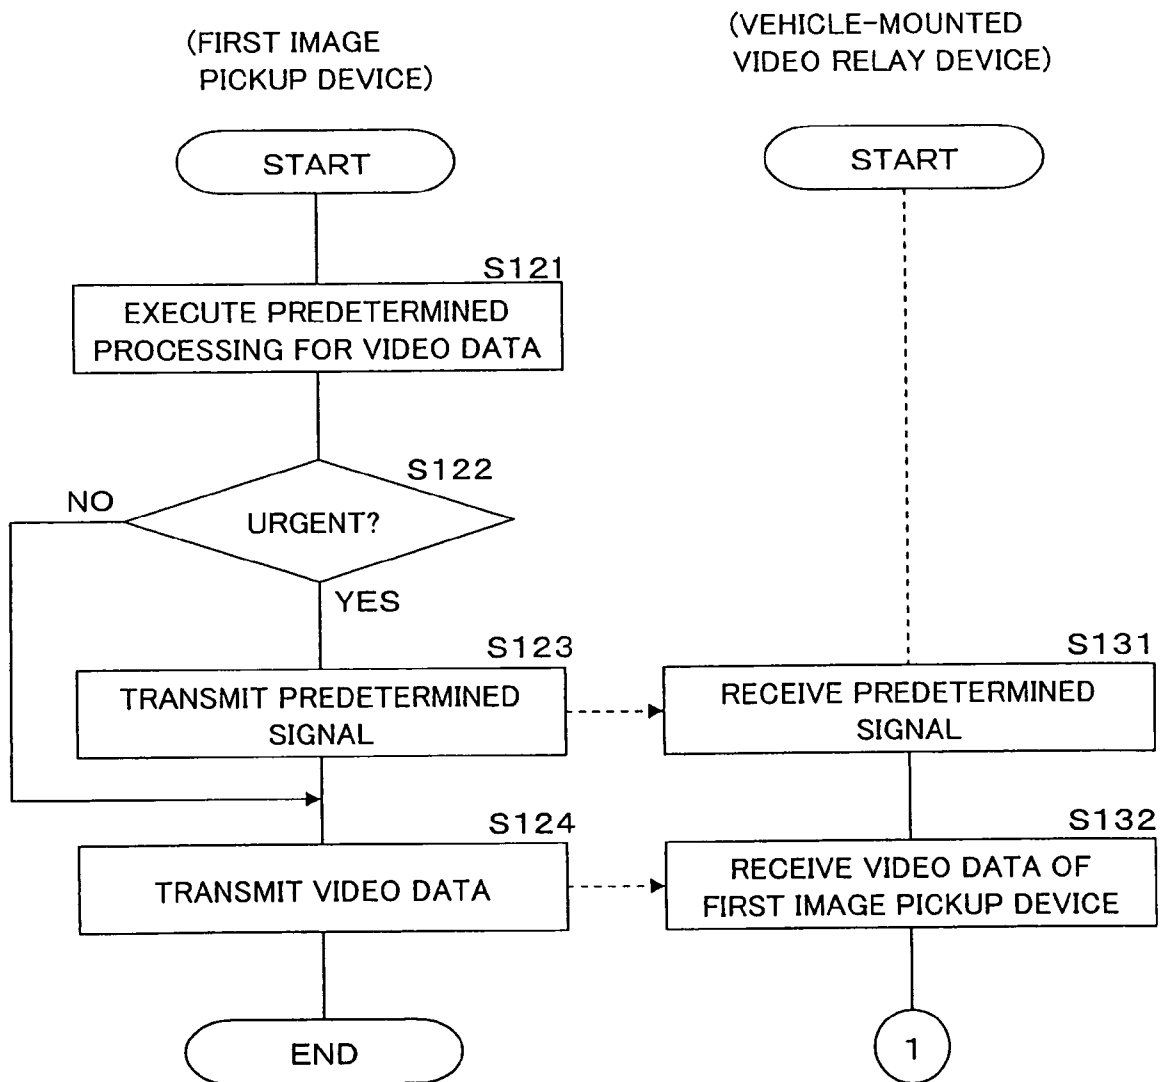 (FIRST IMAGE
PICKUP DEVICE)
(VEHICLE-MOUNTED
VIDEO RELAY DEVICE)
START
START
S121
EXECUTE PREDETERMINED
PROCESSING FOR VIDEO DATA
S122
NO
URGENT?
YES
S123
TRANSMIT PREDETERMINED
SIGNAL
S131
RECEIVE PREDETERMINED
SIGNAL
S124
TRANSMIT VIDEO DATA
S132
RECEIVE VIDEO DATA OF
FIRST IMAGE PICKUP DEVICE
END
1